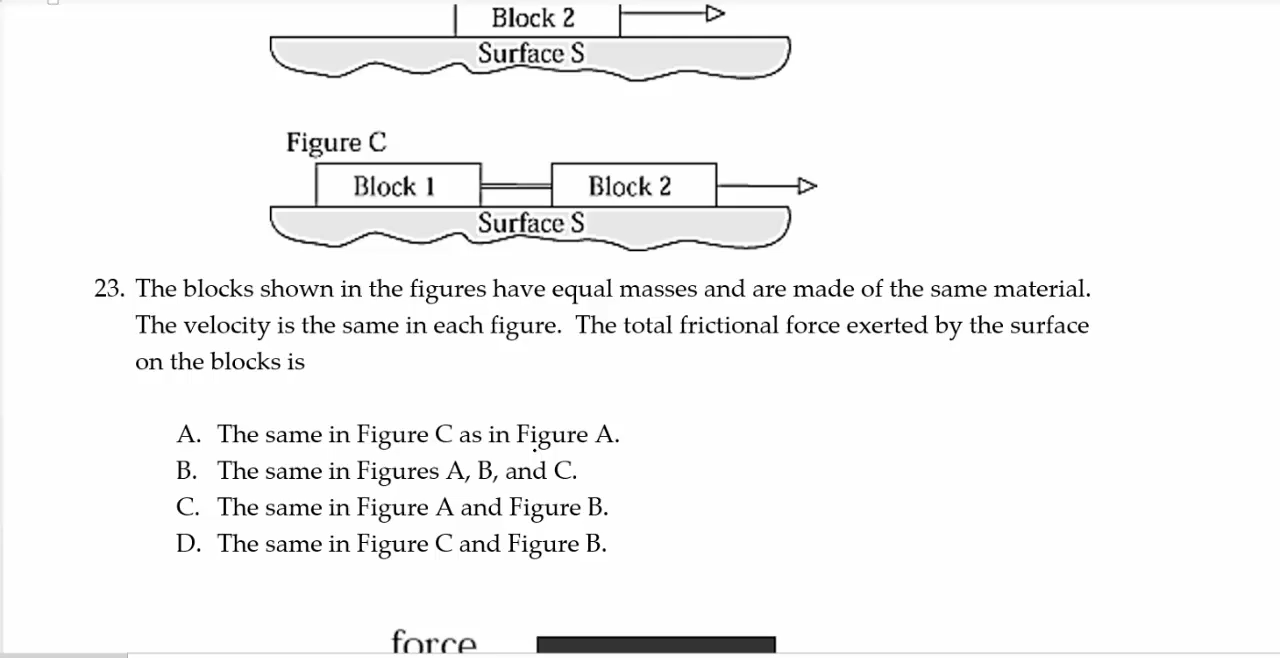 Block 2
Surface S
Figure C
Block 1
Block 2
Surface S
23. The blocks shown in the figures have equal masses and are made of the same material.
The velocity is the same in each figure. The total frictional force exerted by the surface
on the blocks is
A. The same in Figure C as in Figure A.
B. The same in Figures A, B, and C.
C. The same in Figure A and Figure B.
D. The same in Figure C and Figure B.
force